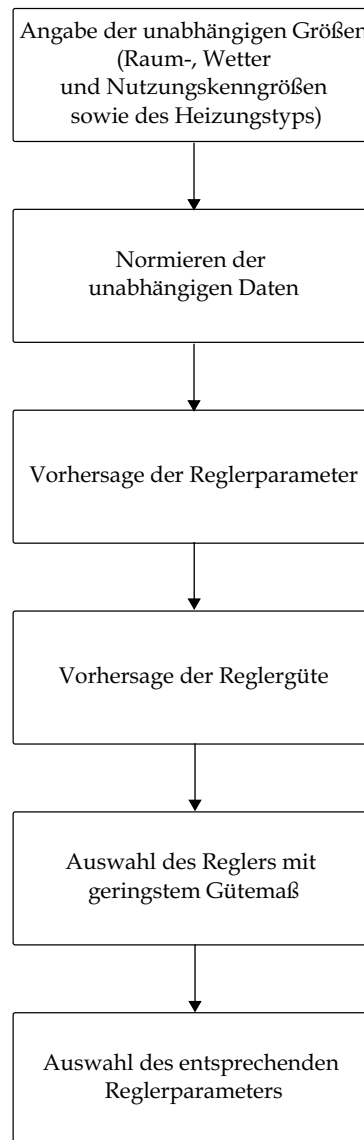 Angabe der unabhängigen Größen
(Raum-, Wetter
und Nutzungskenngrößen
sowie des Heizungstyps)
Normieren der
unabhängigen Daten
Vorhersage der Reglerparameter
Vorhersage der Reglergüte
Auswahl des Reglers mit
geringstem Gütemaß
Auswahl des entsprechenden
Reglerparameters